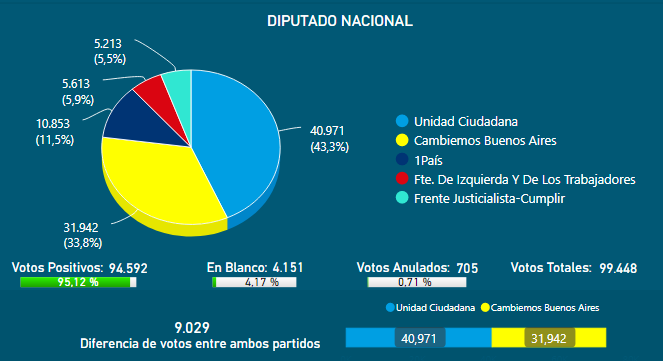 DIPUTADO NACIONAL
5.213
(5,5%)
5.613
(5,9%)
10.853
(11,5%)
40.971
(43,3%)
31.942
(33,8%)
Unidad Ciudadana
Cambiemos Buenos Aires
1País
Fte. De Izquierda Y De Los Trabajadores
Frente Justicialista-Cumplir
Votos Positivos: 94.592
95,12 %
En Blanco: 4.151
4,17 %
Votos Anulados: 705
0,71 %
Votos Totales: 99.448
Unidad Ciudadana Cambiemos Buenos Aires
9.029
Diferencia de votos entre ambos partidos
40,971 31,942